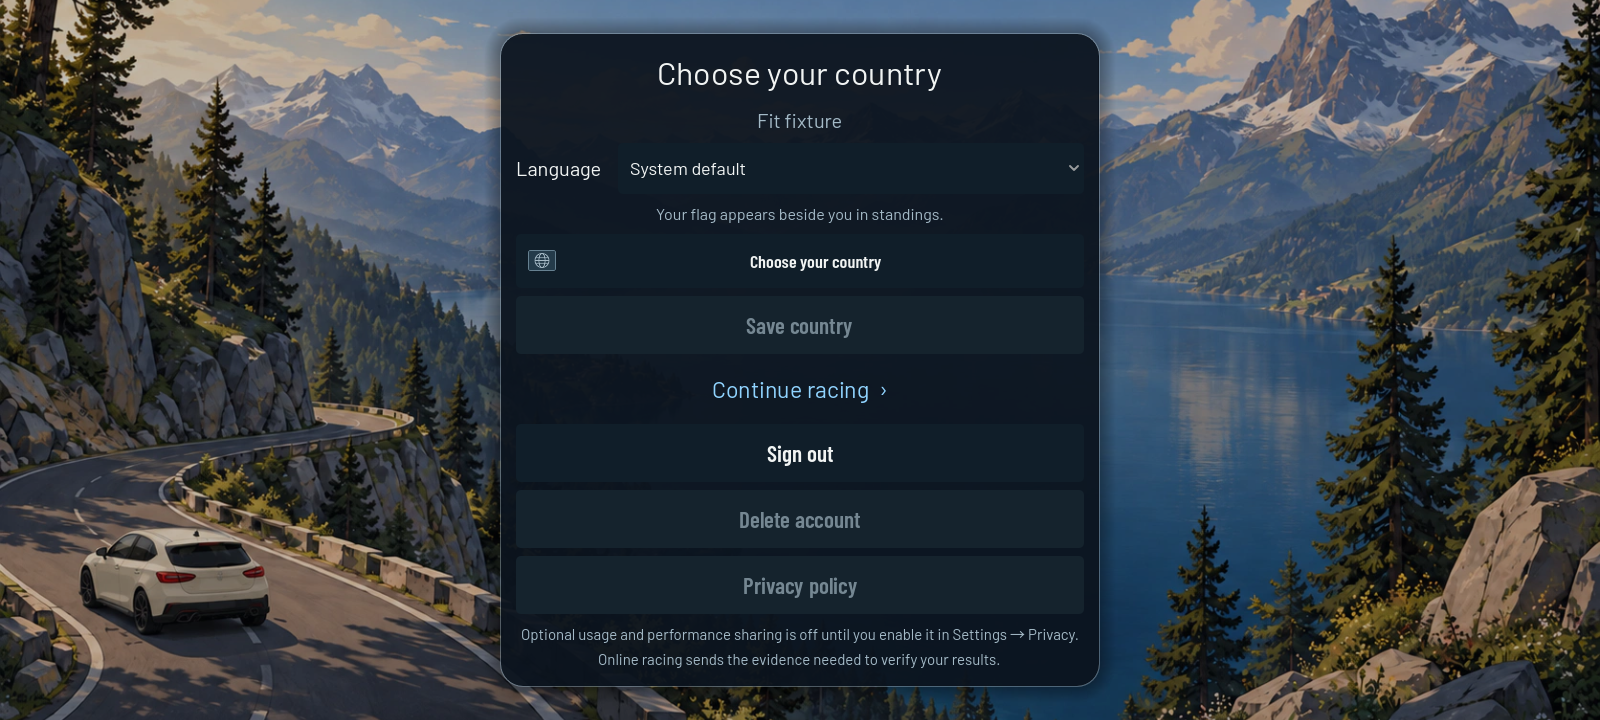 Choose your country
Fit fixture
Language
System default
Your flag appears beside you in standings.
Choose your country
Save country
Continue racing ›
Sign out
Delete account
Privacy policy
Optional usage and performance sharing is off until you enable it in Settings → Privacy.
Online racing sends the evidence needed to verify your results.